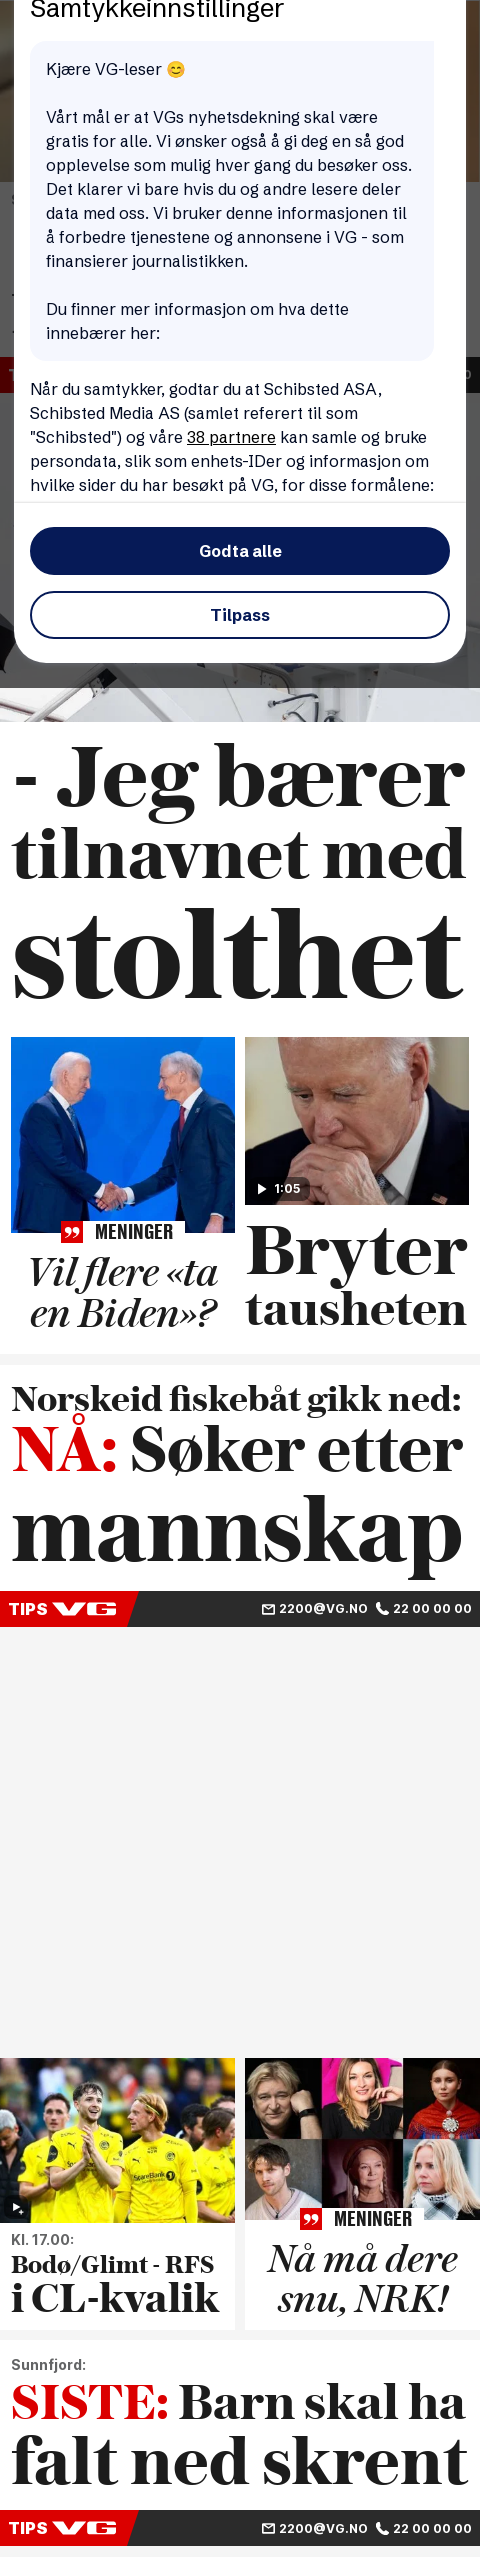 Samtykkeinnstillinger
Kjære VG-leser 😊
Vårt mål er at VGs nyhetsdekning skal være
gratis for alle. Vi ønsker også å gi deg en så god
opplevelse som mulig hver gang du besøker oss.
Det klarer vi bare hvis du og andre lesere deler
data med oss. Vi bruker denne informasjonen til
å forbedre tjenestene og annonsene i VG - som
finansierer journalistikken.
Du finner mer informasjon om hva dette
innebærer her:
Når du samtykker, godtar du at Schibsted ASA,
Schibsted Media AS (samlet referert til som
"Schibsted") og våre 38 partnere kan samle og bruke
persondata, slik som enhets-IDer og informasjon om
hvilke sider du har besøkt på VG, for disse formålene:
Godta alle
Tilpass
- Jeg bærer
tilnavnet med
stolthet
1:05
MENINGER
Vil flere «ta
en Biden»?
Bryter
tausheten
Norskeid fiskebåt gikk ned:
NÅ: Søker etter
mannskap
TIPS VG 2200@VG.NO 22 00 00 00
Kl. 17.00:
Bodø/Glimt - RFS
i CL-kvalik
MENINGER
Nå må dere
snu, NRK!
Sunnfjord:
SISTE: Barn skal ha
falt ned skrent
TIPS VG 2200@VG.NO 22 00 00 00